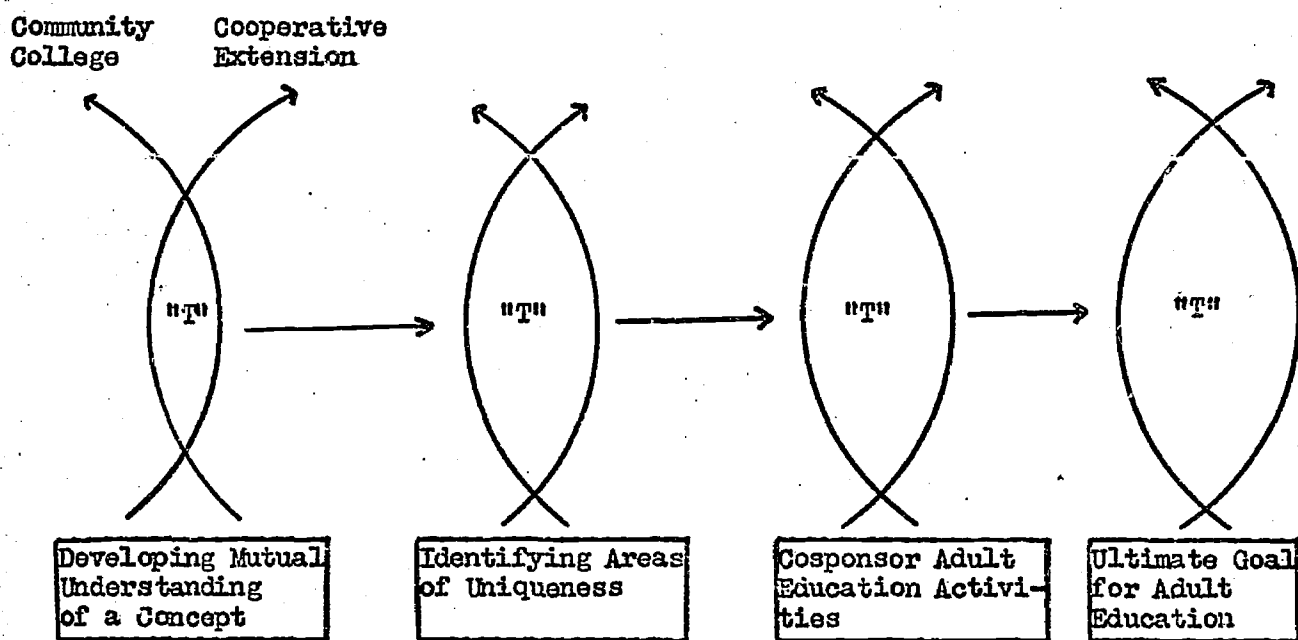 Community College
Cooperative Extension
"T"
"T"
"T"
"T"
Developing Mutual
Understanding
of a Concept
Identifying Areas
of Uniqueness
Cosponsor Adult
Education Activi-
ties
Ultimate Goal
for Adult
Education